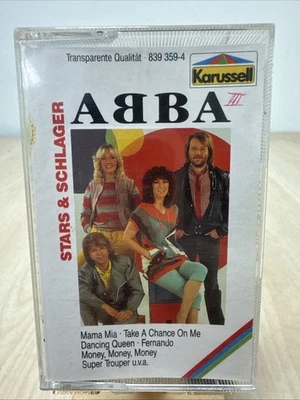 Transparente Qualität · 839 359-4
Karussell
STARS & SCHLAGER
ABBA III
Mama Mia · Take A Chance On Me
Dancing Queen · Fernando
Money, Money, Money
Super Trouper u.v.a.